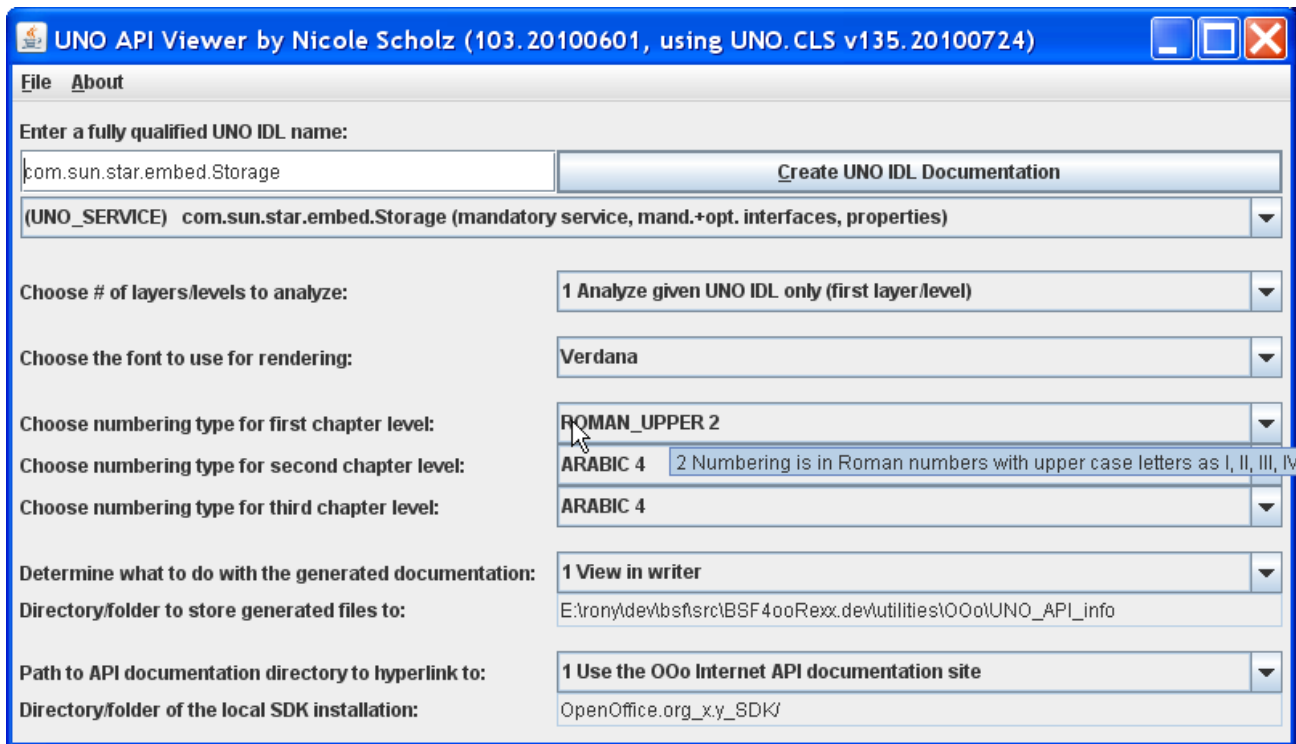 UNO API Viewer by Nicole Scholz (103.20100601, using UNO.CLS v135.20100724)
File About
Enter a fully qualified UNO IDL name:
com.sun.star.embed.Storage Create UNO IDL Documentation
(UNO_SERVICE) com.sun.star.embed.Storage (mandatory service, mand.+opt. interfaces, properties)
Choose # of layers/levels to analyze: 1 Analyze given UNO IDL only (first layer/level)
Choose the font to use for rendering: Verdana
Choose numbering type for first chapter level: ROMAN_UPPER 2
Choose numbering type for second chapter level: ARABIC 4 2 Numbering is in Roman numbers with upper case letters as I, II, III, IV
Choose numbering type for third chapter level: ARABIC 4
Determine what to do with the generated documentation: 1 View in writer
Directory/folder to store generated files to: E:\rony\dev\bsf\src\BSF4ooRexx.dev\utilities\OOo\UNO_API_info
Path to API documentation directory to hyperlink to: 1 Use the OOo Internet API documentation site
Directory/folder of the local SDK installation: OpenOffice.org_x.y_SDK/